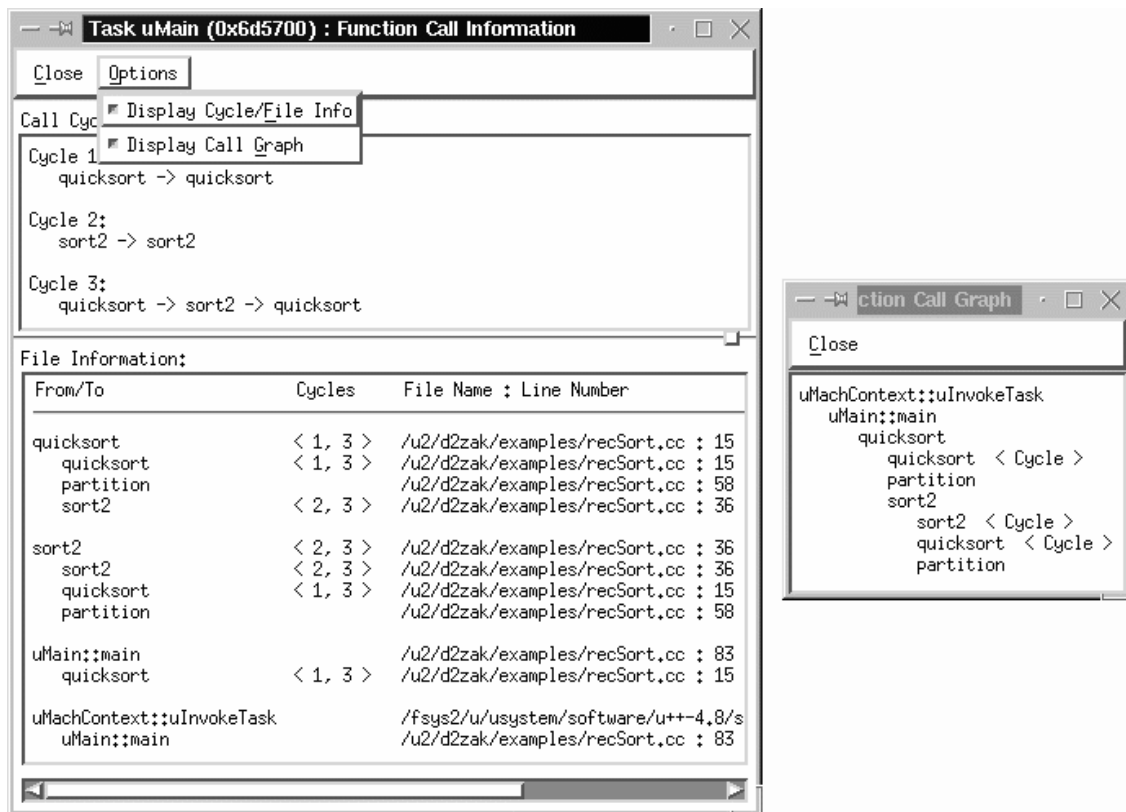 Task uMain (0x6d5700) : Function Call Information
Close Options
Display Cycle/File Info
Call Cyc
Display Call Graph
Cycle 1
quicksort -> quicksort
Cycle 2:
sort2 -> sort2
Cycle 3:
quicksort -> sort2 -> quicksort
File Information:
From/To Cycles File Name : Line Number
quicksort < 1, 3 > /u2/d2zak/examples/recSort.cc : 15
quicksort < 1, 3 > /u2/d2zak/examples/recSort.cc : 15
partition /u2/d2zak/examples/recSort.cc : 58
sort2 < 2, 3 > /u2/d2zak/examples/recSort.cc : 36
sort2 < 2, 3 > /u2/d2zak/examples/recSort.cc : 36
sort2 < 2, 3 > /u2/d2zak/examples/recSort.cc : 36
quicksort < 1, 3 > /u2/d2zak/examples/recSort.cc : 15
partition /u2/d2zak/examples/recSort.cc : 58
uMain::main /u2/d2zak/examples/recSort.cc : 83
quicksort < 1, 3 > /u2/d2zak/examples/recSort.cc : 15
uMachContext::uInvokeTask /fsys2/u/usystem/software/u++-4.8/s
uMain::main /u2/d2zak/examples/recSort.cc : 83
ction Call Graph
Close
uMachContext::uInvokeTask
uMain::main
quicksort
quicksort < Cycle >
partition
sort2
sort2 < Cycle >
quicksort < Cycle >
partition